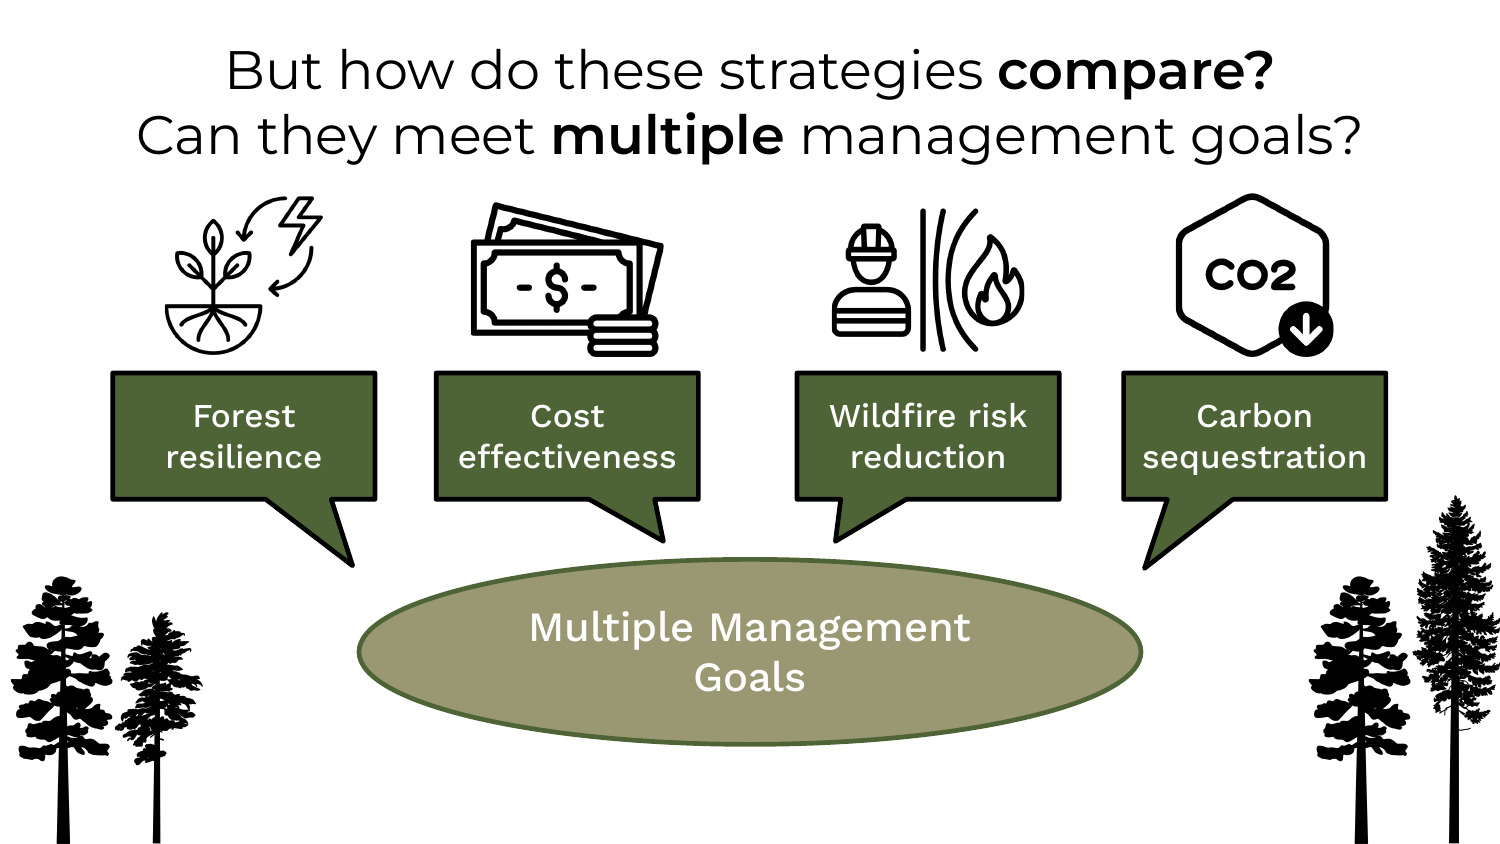 But how do these strategies compare?
Can they meet multiple management goals?
- $ -
CO2
Forest
resilience
Cost
effectiveness
Wildfire risk
reduction
Carbon
sequestration
Multiple Management
Goals